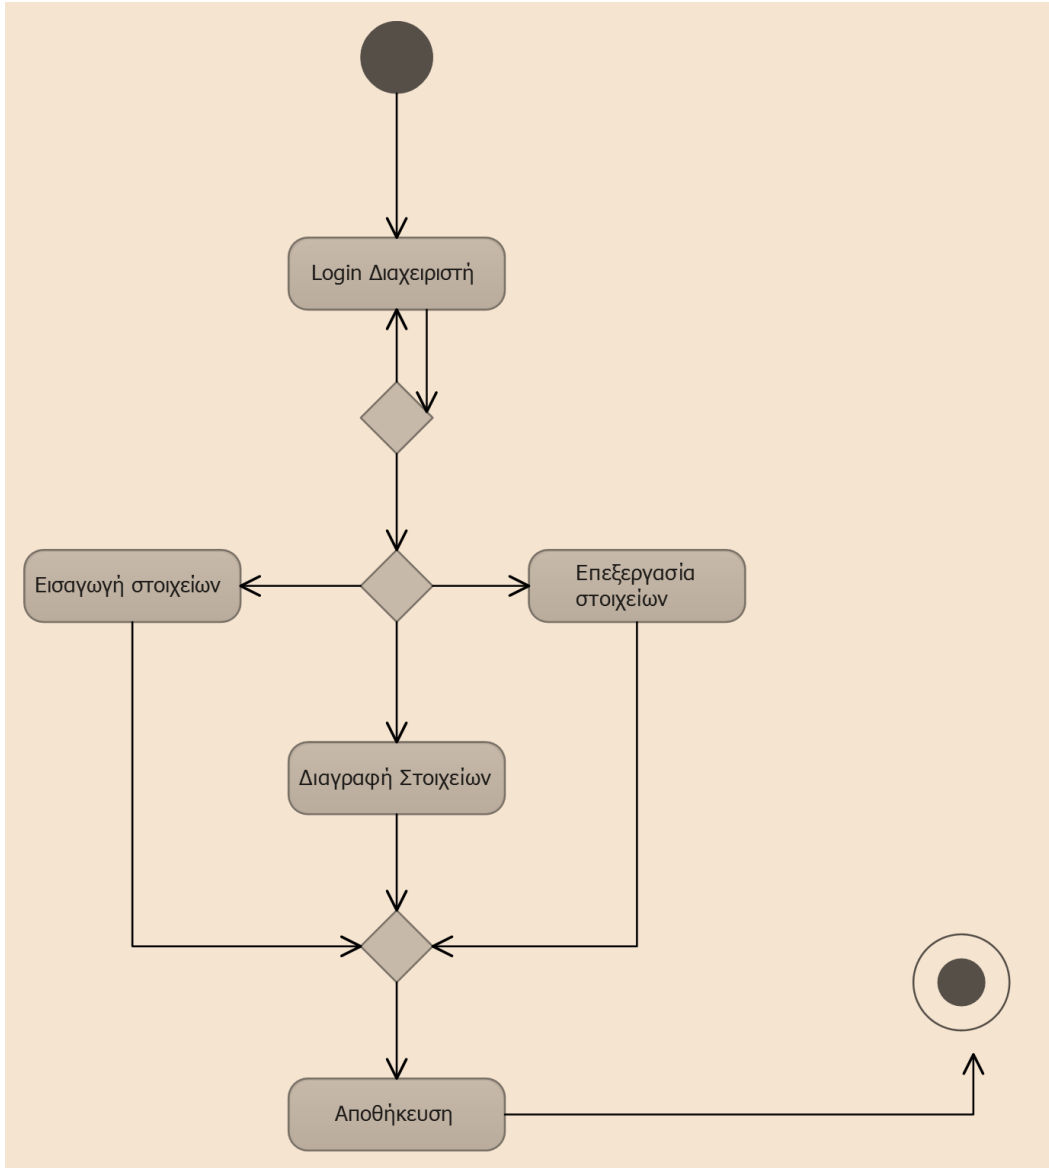 Login Διαχειριστή
Εισαγωγή στοιχείων
Επεξεργασία
στοιχείων
Διαγραφή Στοιχείων
Αποθήκευση